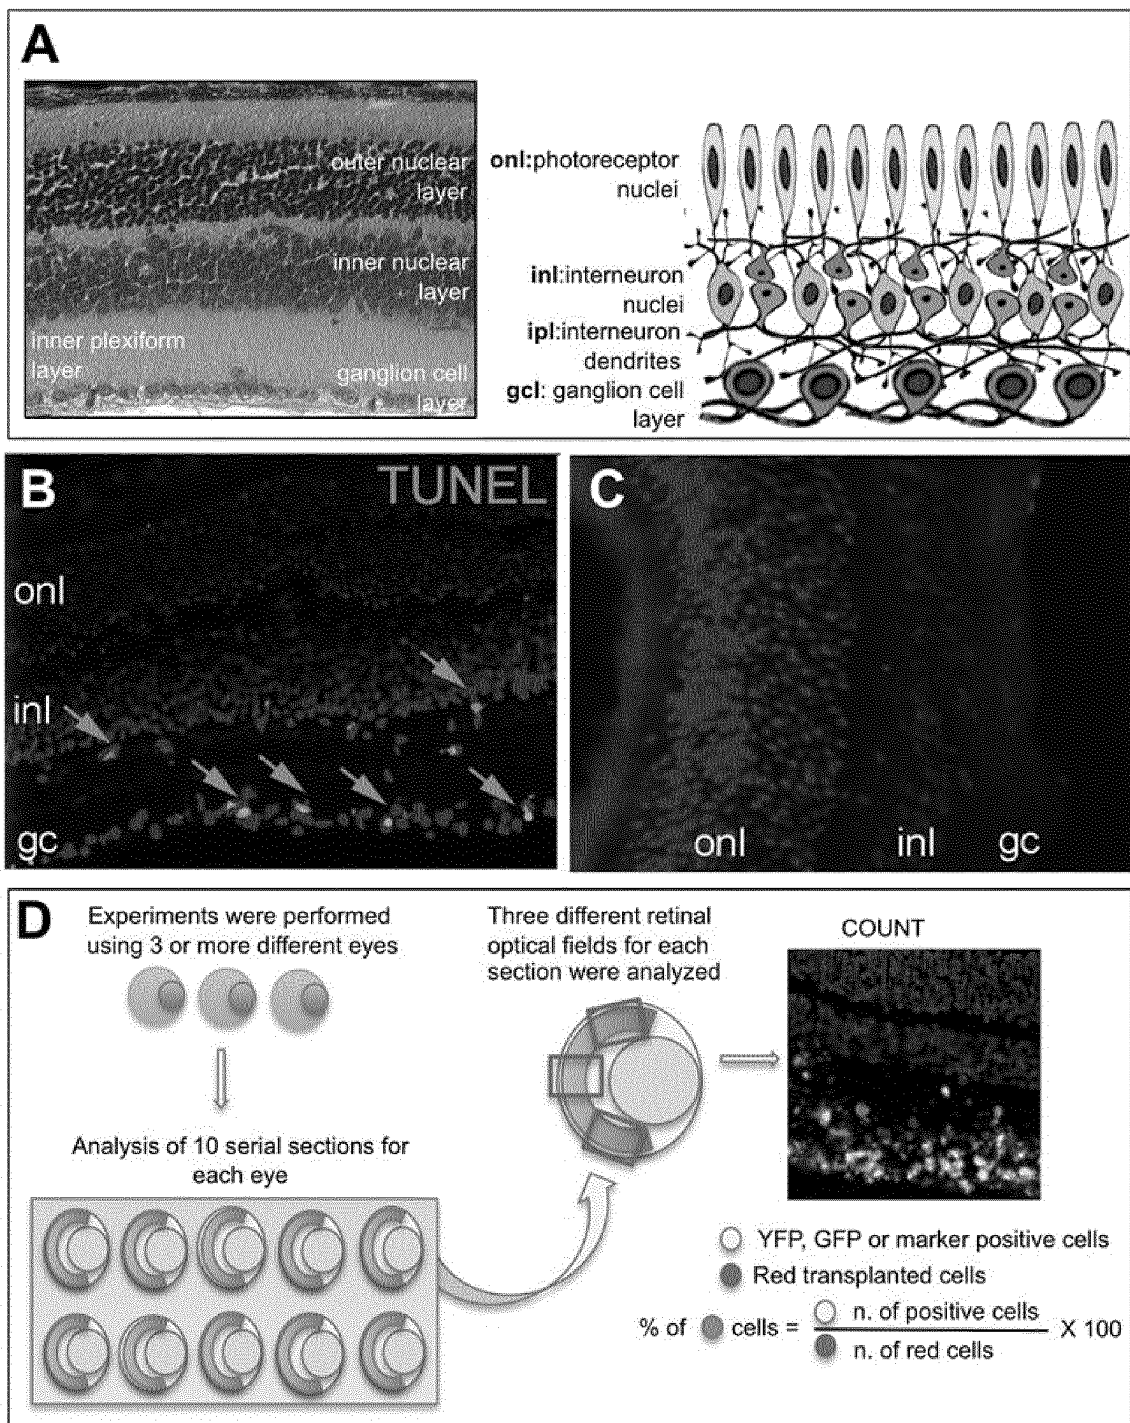 A
outer nuclear
layer
inner nuclear
layer
inner plexiform
layer
ganglion cell
layer
onl:photoreceptor
nuclei
inl:interneuron
nuclei
ipl:interneuron
dendrites
gcl: ganglion cell
layer
B
TUNEL
onl
inl
gc
C
onl
inl
gc
D
Experiments were performed
using 3 or more different eyes
Analysis of 10 serial sections for
each eye
Three different retinal
optical fields for each
section were analyzed
COUNT
YFP, GFP or marker positive cells
Red transplanted cells
% of cells = n. of positive cells X 100
n. of red cells